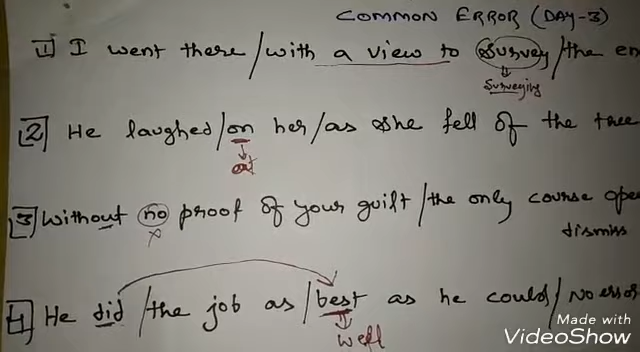 COMMON ERROR (DAY-3)
1 I went there/with a view to survey/the en
surveying
2 He laughed/on her/as she fell of the tree
at
3 Without no proof of your guilt/the only course ope
x dismiss
4 He did/the job as/best as he could/No error
well
Made with
VideoShow